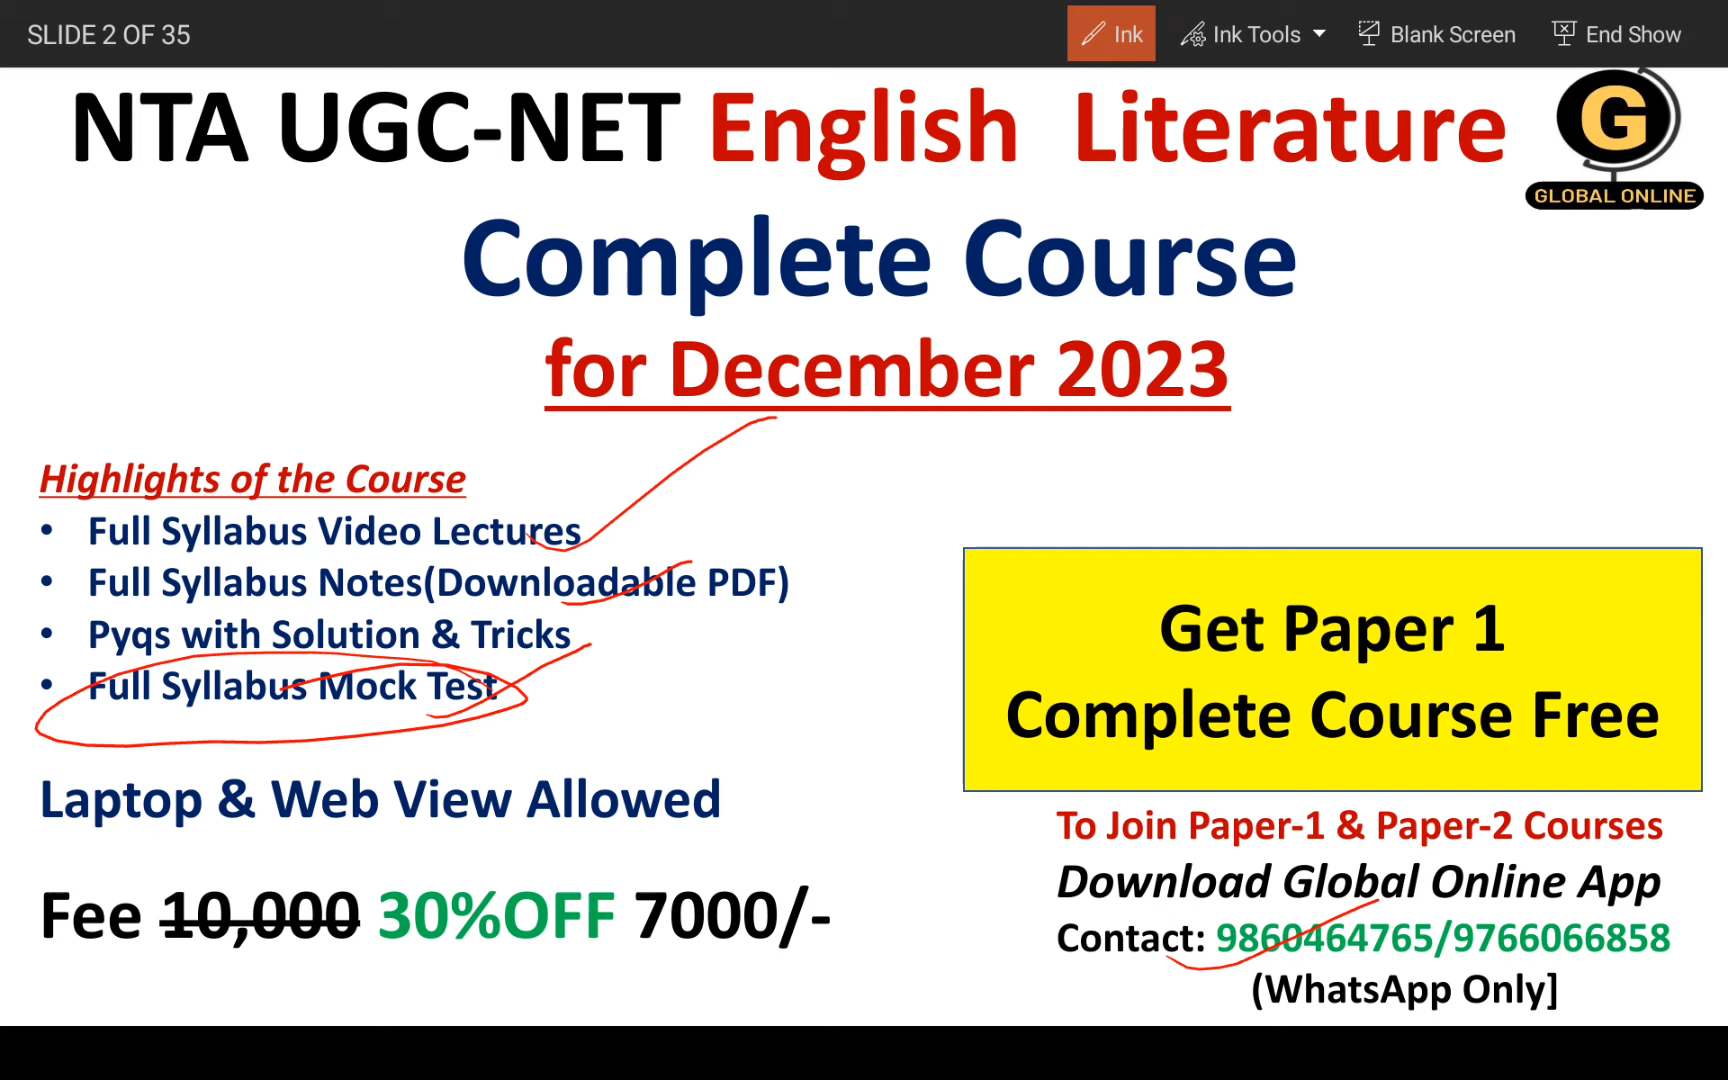 SLIDE 2 OF 35
Ink
Ink Tools
Blank Screen
End Show
NTA UGC-NET English Literature
G
GLOBAL ONLINE
Complete Course
for December 2023
Highlights of the Course
• Full Syllabus Video Lectures
• Full Syllabus Notes(Downloadable PDF)
• Pyqs with Solution & Tricks
• Full Syllabus Mock Test
Laptop & Web View Allowed
Fee 10,000 30%OFF 7000/-
Get Paper 1
Complete Course Free
To Join Paper-1 & Paper-2 Courses
Download Global Online App
Contact: 9860464765/9766066858
(WhatsApp Only]